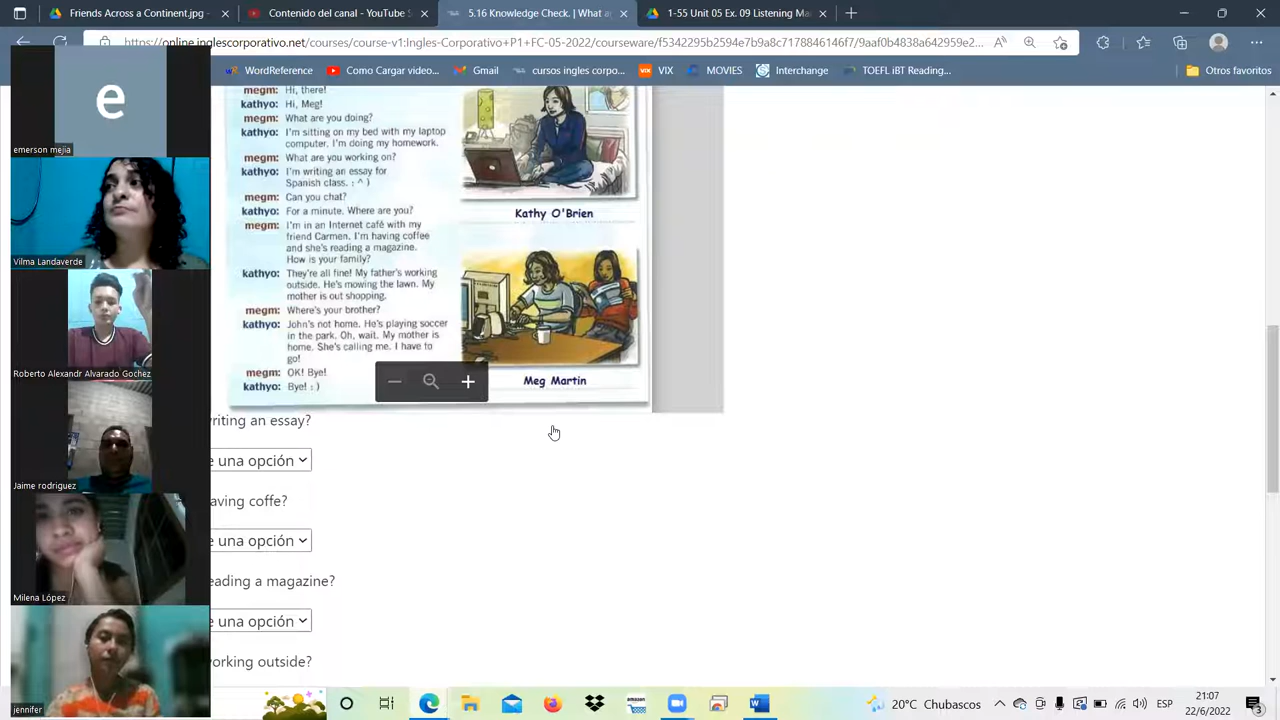 Friends Across a Continent.jpg
Como Cargar video...
Gmail
cursos ingles corpo...
VIX
MOVIES
Interchange
TOEFL iBT Reading...
Otros favoritos
WordReference
Recorrido del canal - YouTube S
5.16 Knowledge Check. | What a
1-55 Unit 05 Ex. 09 Listening Ma
https://online.inglescorporativo.net/courses/course-v1:Ingles-Corporativo+P1+FC-05-2022/courseware/f5342295b2594e7b9a8c7178846146f7/9aaf0b4838a642959e2...
e
emerson mejia
Vilma Landaverde
Roberto Alexandr Alvarado Gochez
Jaime rodriguez
Milena López
jennifer
megm: Hi, there!
kathyo: Hi, Meg!
megm: What are you doing?
kathyo: I'm sitting on my bed with my laptop
computer. I'm doing my homework.
megm: What are you working on?
kathyo: I'm writing an essay for
Spanish class. : ^ )
megm: Can you chat?
kathyo: For a minute. Where are you?
megm: I'm in an Internet café with my
friend Carmen. I'm having coffee
and she's reading a magazine.
How is your family?
kathyo: They're all fine! My father's working
outside. He's mowing the lawn. My
mother is out shopping.
megm: Where's your brother?
kathyo: John's not home. He's playing soccer
in the park. Oh, wait. My mother is
home. She's calling me. I have to
go!
megm: OK! Bye!
kathyo: Bye! : )
Kathy O'Brien
Meg Martin
writing an essay?
e una opción
aving coffe?
e una opción
eading a magazine?
e una opción
working outside?
20°C Chubascos
ESP
21:07
22/6/2022
3